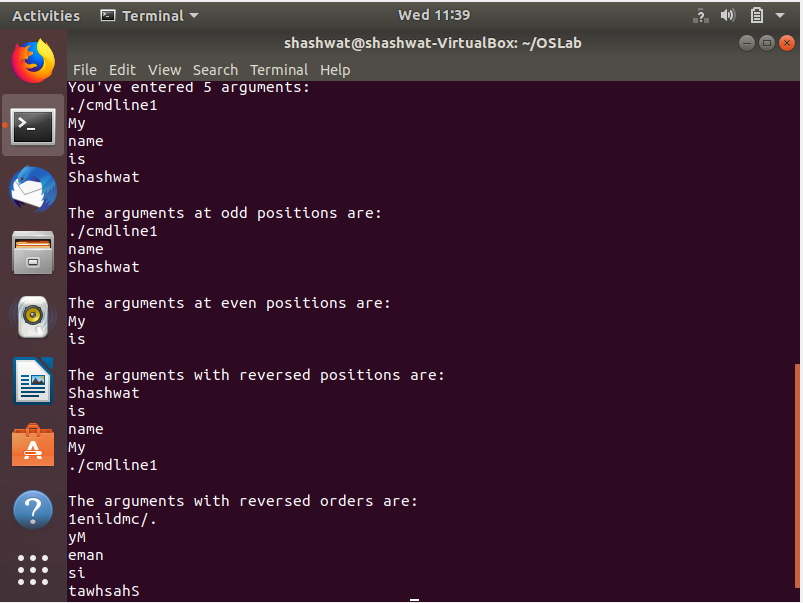 Activities Terminal Wed 11:39
shashwat@shashwat-VirtualBox: ~/OSLab
File Edit View Search Terminal Help
You've entered 5 arguments:
./cmdline1
My
name
is
Shashwat
The arguments at odd positions are:
./cmdline1
name
Shashwat
The arguments at even positions are:
My
is
The arguments with reversed positions are:
Shashwat
is
name
My
./cmdline1
The arguments with reversed orders are:
1enildmc/.
yM
eman
si
tawhsahS